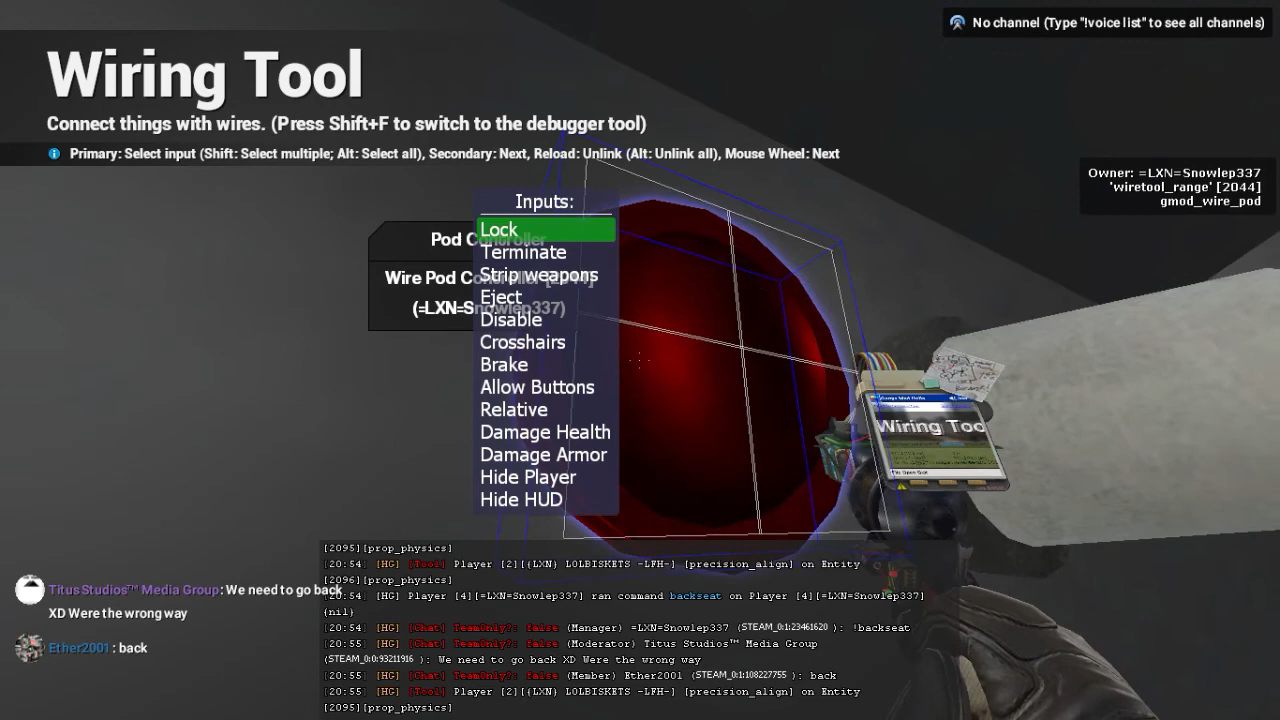 No channel (Type "!voice list" to see all channels)
Wiring Tool
Connect things with wires. (Press Shift+F to switch to the debugger tool)
Primary: Select input (Shift: Select multiple; Alt: Select all), Secondary: Next, Reload: Unlink (Alt: Unlink all), Mouse Wheel: Next
Owner: =LXN=Snowlep337
'wiretool_range' [2044]
gmod_wire_pod
Pod Controller
Wire Pod Controller [2044]
(=LXN=Snowlep337)
Inputs:
Lock
Terminate
Strip weapons
Eject
Disable
Crosshairs
Brake
Allow Buttons
Relative
Damage Health
Damage Armor
Hide Player
Hide HUD
Wiring Too
Titus Studios™ Media Group: We need to go back
XD Were the wrong way
Ether2001: back
[2095][prop_physics]
[20:54] [HG] [Tool] Player [2][{LXN} LOLBISKETS -LFH-] [precision_align] on Entity
[2096][prop_physics]
[20:54] [HG] Player [4][=LXN=Snowlep337] ran command backseat on Player [4][=LXN=Snowlep337]
{nil}
[20:54] [HG] [Chat] TeamOnly?: false (Manager) =LXN=Snowlep337 (STEAM_0:1:23461620 ): !backseat
[20:55] [HG] [Chat] TeamOnly?: false (Moderator) Titus Studios™ Media Group
(STEAM_0:0:93211916 ): We need to go back XD Were the wrong way
[20:55] [HG] [Chat] TeamOnly?: false (Member) Ether2001 (STEAM_0:1:108227755 ): back
[20:55] [HG] [Tool] Player [2][{LXN} LOLBISKETS -LFH-] [precision_align] on Entity
[2095][prop_physics]